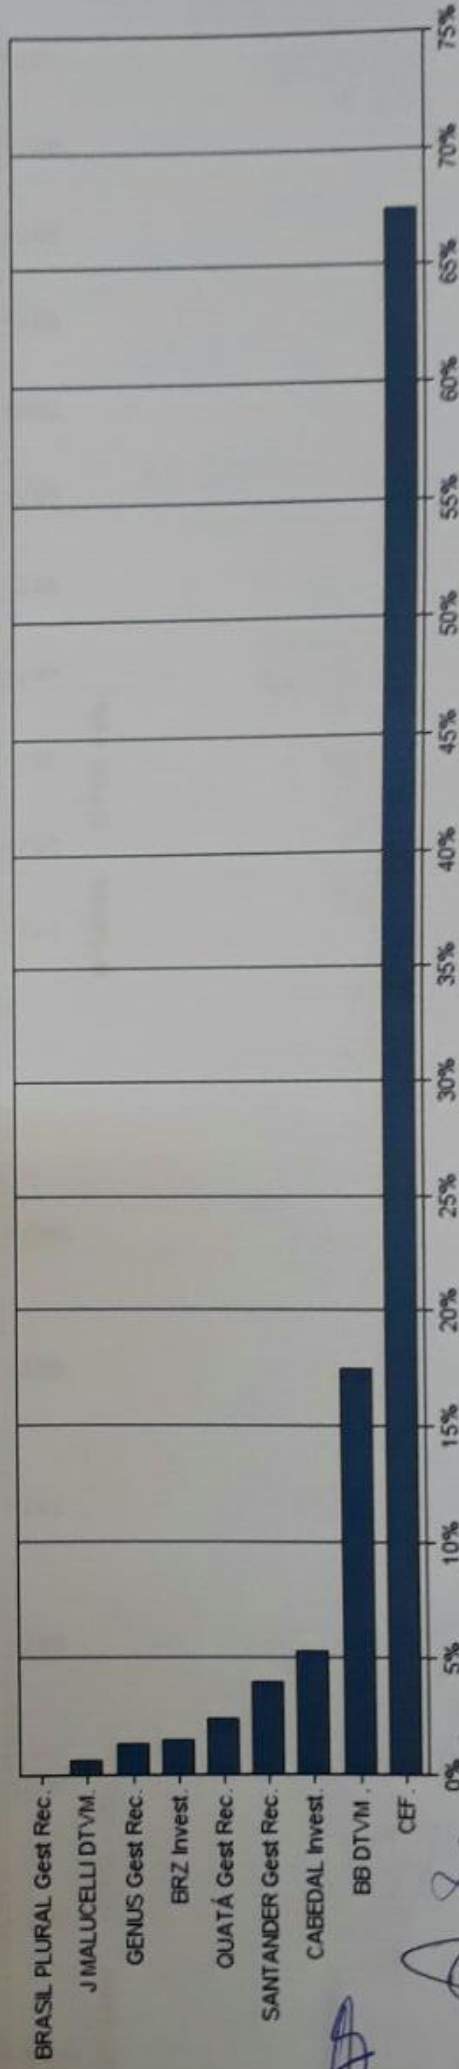 BRASIL PLURAL Gest Rec.
J MALUCELLI DTVM.
GENUS Gest Rec.
BRZ Invest.
QUATÁ Gest Rec.
SANTANDER Gest Rec.
CABEDAL Invest.
BB DTVM .
CEF.
0% 5% 10% 15% 20% 25% 30% 35% 40% 45% 50% 55% 60% 65% 70% 75%